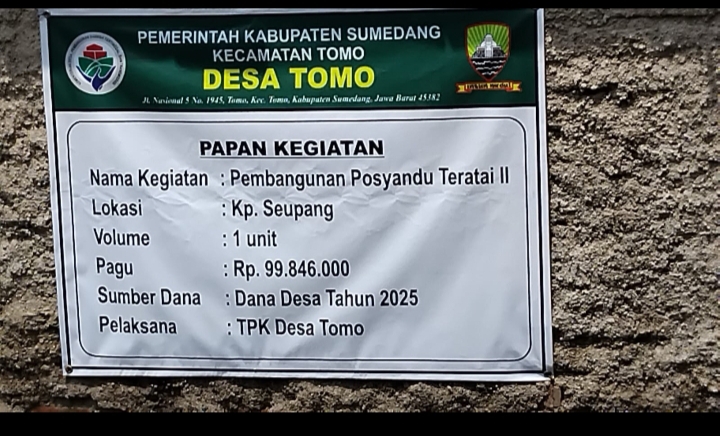 PEMERINTAH KABUPATEN SUMEDANG
KECAMATAN TOMO
DESA TOMO
Jl. Nasional 5 No. 1945, Tomo, Kec. Tomo, Kabupaten Sumedang, Jawa Barat 45382
PAPAN KEGIATAN
Nama Kegiatan : Pembangunan Posyandu Teratai II
Lokasi : Kp. Seupang
Volume : 1 unit
Pagu : Rp. 99.846.000
Sumber Dana : Dana Desa Tahun 2025
Pelaksana : TPK Desa Tomo